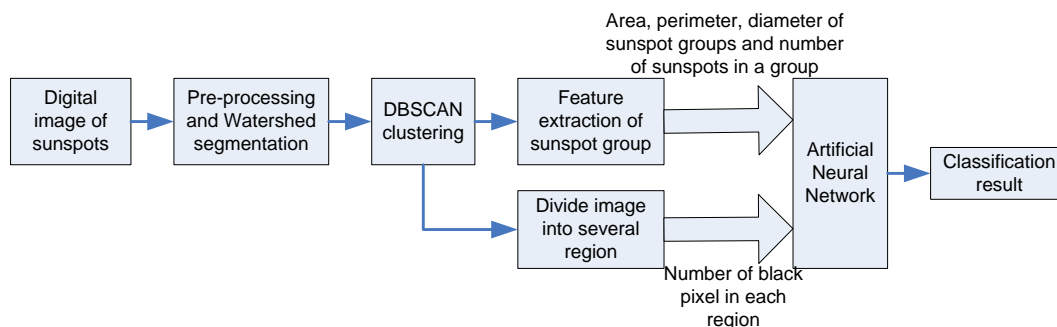 Area, perimeter, diameter of
sunspot groups and number
of sunspots in a group
Digital
image of
sunspots
Pre-processing
and Watershed
segmentation
DBSCAN
clustering
Feature
extraction of
sunspot group
Artificial
Neural
Network
Classification
result
Divide image
into several
region
Number of black
pixel in each
region